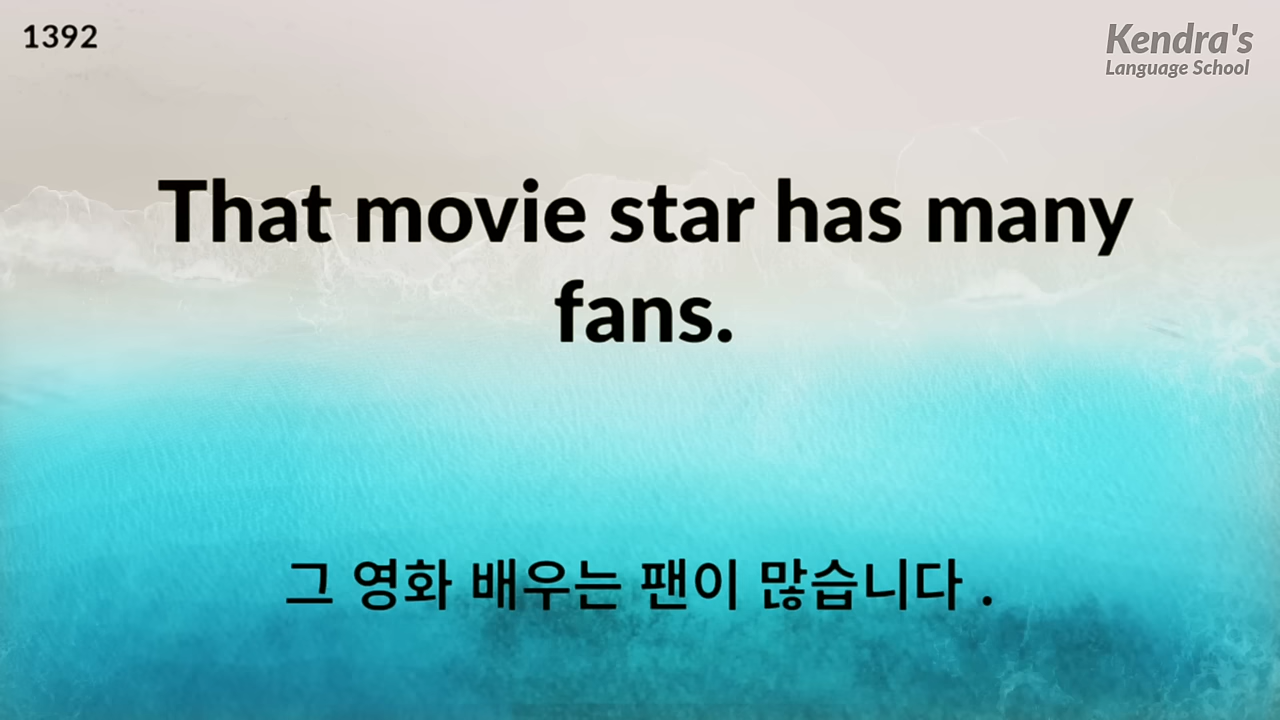 1392
Kendra's
Language School
That movie star has many
fans.
그 영화 배우는 팬이 많습니다 .